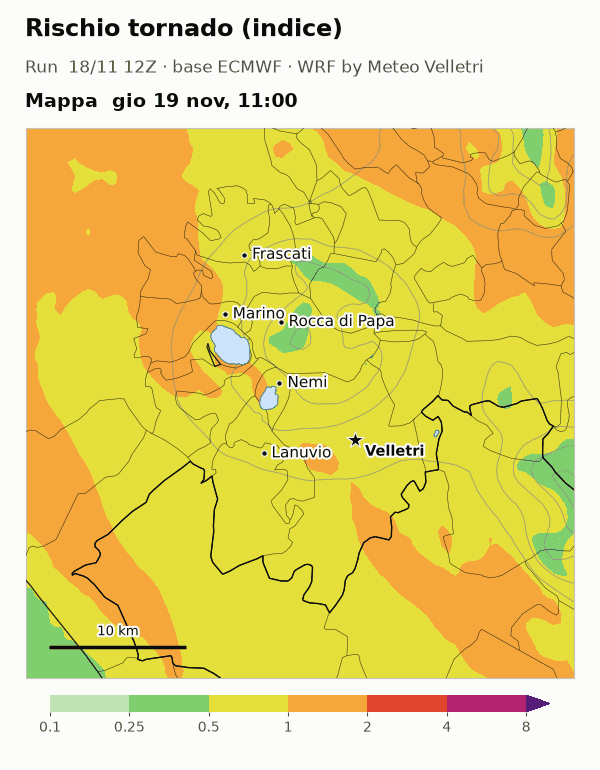 Rischio tornado (indice)
Run  18/11 12Z · base ECMWF · WRF by Meteo Velletri
Mappa  gio 19 nov, 11:00
Frascati
Marino
Rocca di Papa
Nemi
Velletri
Lanuvio
10 km
0.1 0.25 0.5 1 2 4 8